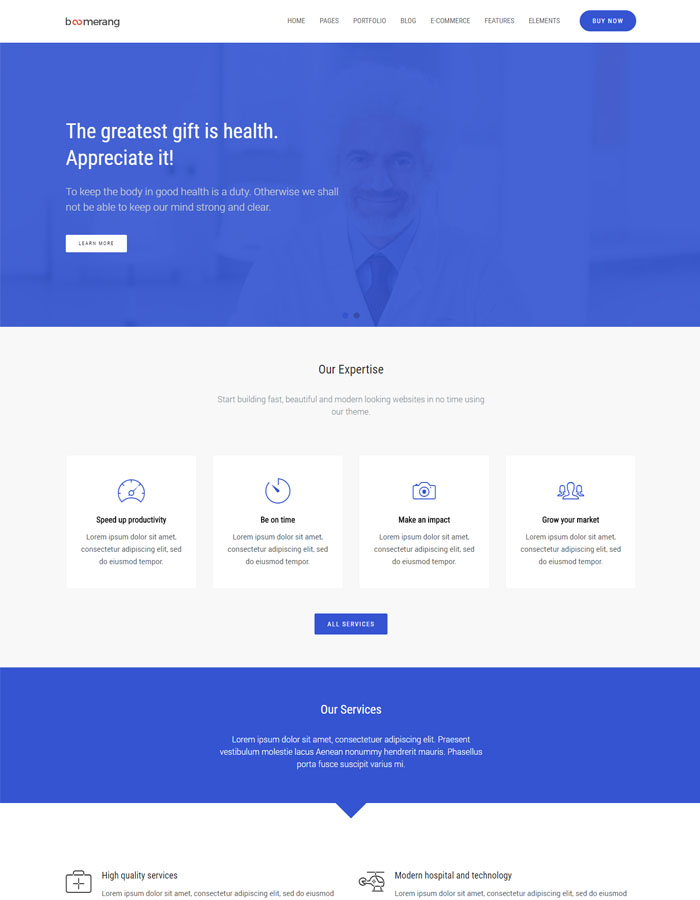 boomerang
HOME PAGES PORTFOLIO BLOG E-COMMERCE FEATURES ELEMENTS BUY NOW
The greatest gift is health.
Appreciate it!
To keep the body in good health is a duty. Otherwise we shall
not be able to keep our mind strong and clear.
LEARN MORE
Our Expertise
Start building fast, beautiful and modern looking websites in no time using
our theme.
Speed up productivity
Lorem ipsum dolor sit amet,
consectetur adipiscing elit, sed
do eiusmod tempor.
Be on time
Lorem ipsum dolor sit amet,
consectetur adipiscing elit, sed
do eiusmod tempor.
Make an impact
Lorem ipsum dolor sit amet,
consectetur adipiscing elit, sed
do eiusmod tempor.
Grow your market
Lorem ipsum dolor sit amet,
consectetur adipiscing elit, sed
do eiusmod tempor.
ALL SERVICES
Our Services
Lorem ipsum dolor sit amet, consectetuer adipiscing elit. Praesent
vestibulum molestie lacus Aenean nonummy hendrerit mauris. Phasellus
porta fusce suscipit varius mi.
High quality services
Lorem ipsum dolor sit amet, consectetur adipiscing elit, sed do eiusmod
Modern hospital and technology
Lorem ipsum dolor sit amet, consectetur adipiscing elit, sed do eiusmod